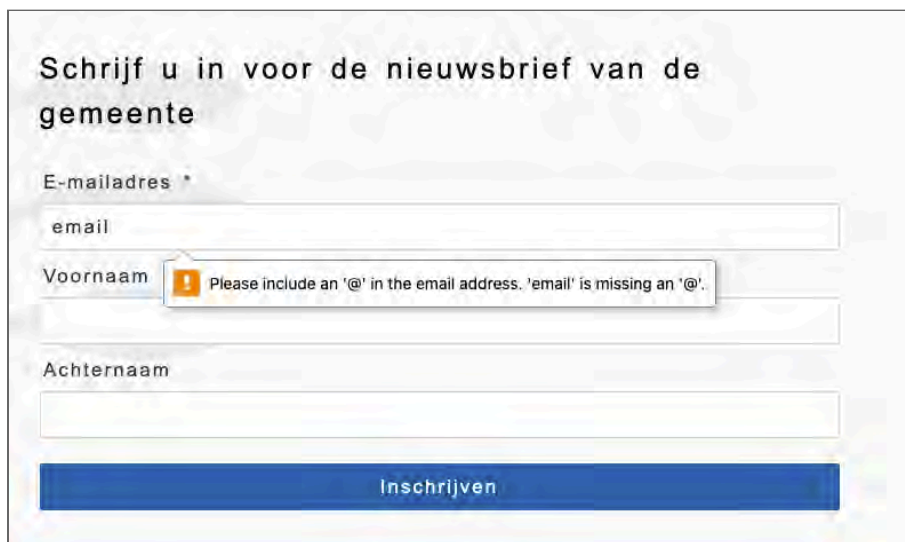 Schrijf u in voor de nieuwsbrief van de
gemeente
E-mailadres *
email
Voornaam
Please include an '@' in the email address. 'email' is missing an '@'.
Achternaam
Inschrijven